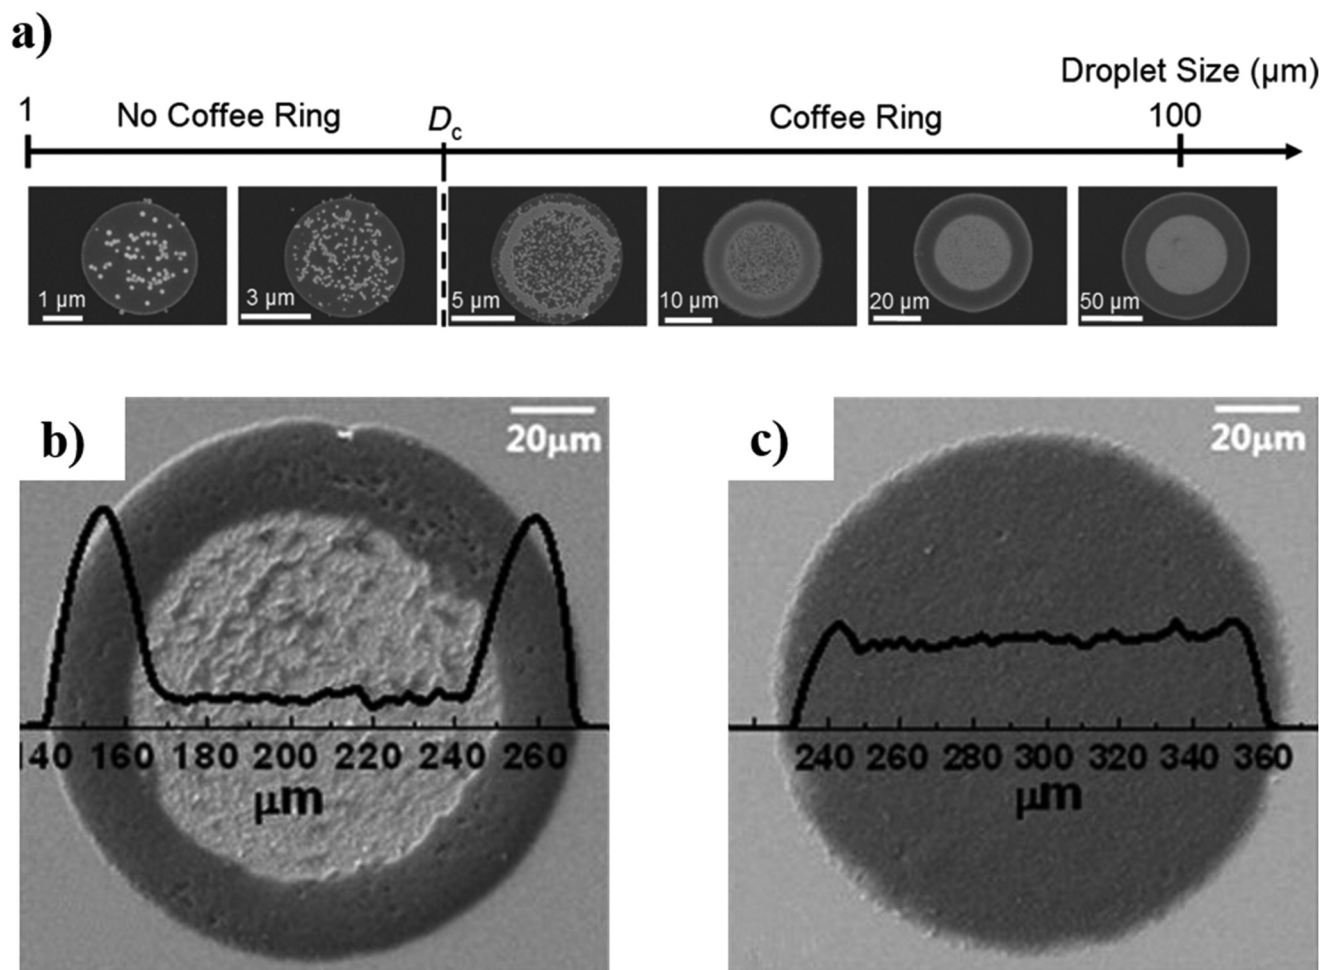 a)
Droplet Size (μm)
1
No Coffee Ring
Dc
Coffee Ring
100
1 μm
3 μm
5 μm
10 μm
20 μm
50 μm
b)
20μm
140 160 180 200 220 240 260
μm
c)
20μm
240 260 280 300 320 340 360
μm